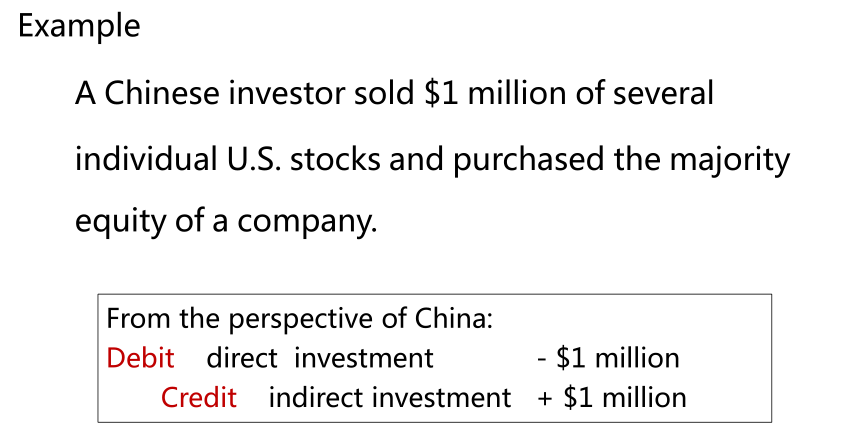 Example
A Chinese investor sold $1 million of several
individual U.S. stocks and purchased the majority
equity of a company.
From the perspective of China:
Debit direct investment - $1 million
Credit indirect investment + $1 million